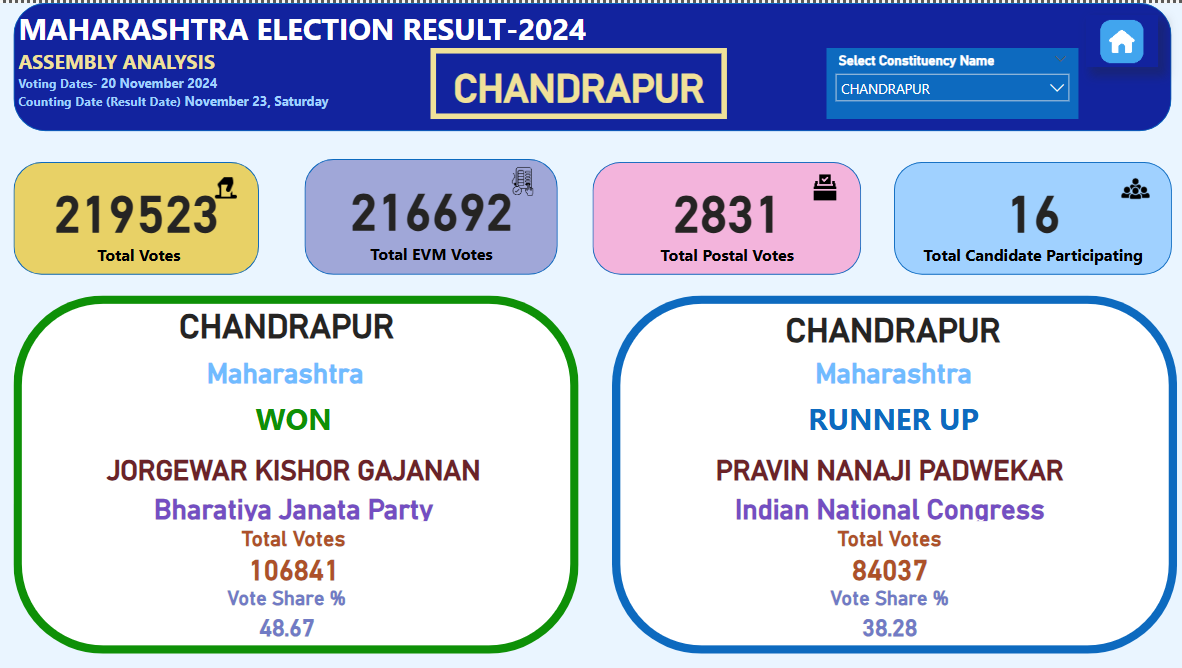 MAHARASHTRA ELECTION RESULT-2024
ASSEMBLY ANALYSIS
Voting Dates- 20 November 2024
Counting Date (Result Date) November 23, Saturday
CHANDRAPUR
Select Constituency Name
CHANDRAPUR
219523
Total Votes
216692
Total EVM Votes
2831
Total Postal Votes
16
Total Candidate Participating
CHANDRAPUR
Maharashtra
WON
JORGEWAR KISHOR GAJANAN
Bharatiya Janata Party
Total Votes
106841
Vote Share %
48.67
CHANDRAPUR
Maharashtra
RUNNER UP
PRAVIN NANAJI PADWEKAR
Indian National Congress
Total Votes
84037
Vote Share %
38.28